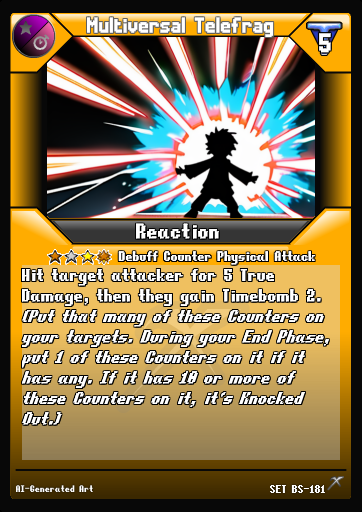 Multiversal Telefrag
5
Reaction
Debuff Counter Physical Attack
Hit target attacker for 5 True
Damage, then they gain Timebomb 2.
(Put that many of these Counters on
your targets. During your End Phase,
put 1 of these Counters on it if it
has any. If it has 10 or more of
these Counters on it, it's Knocked
Out.)
AI-Generated Art
SET BS-181